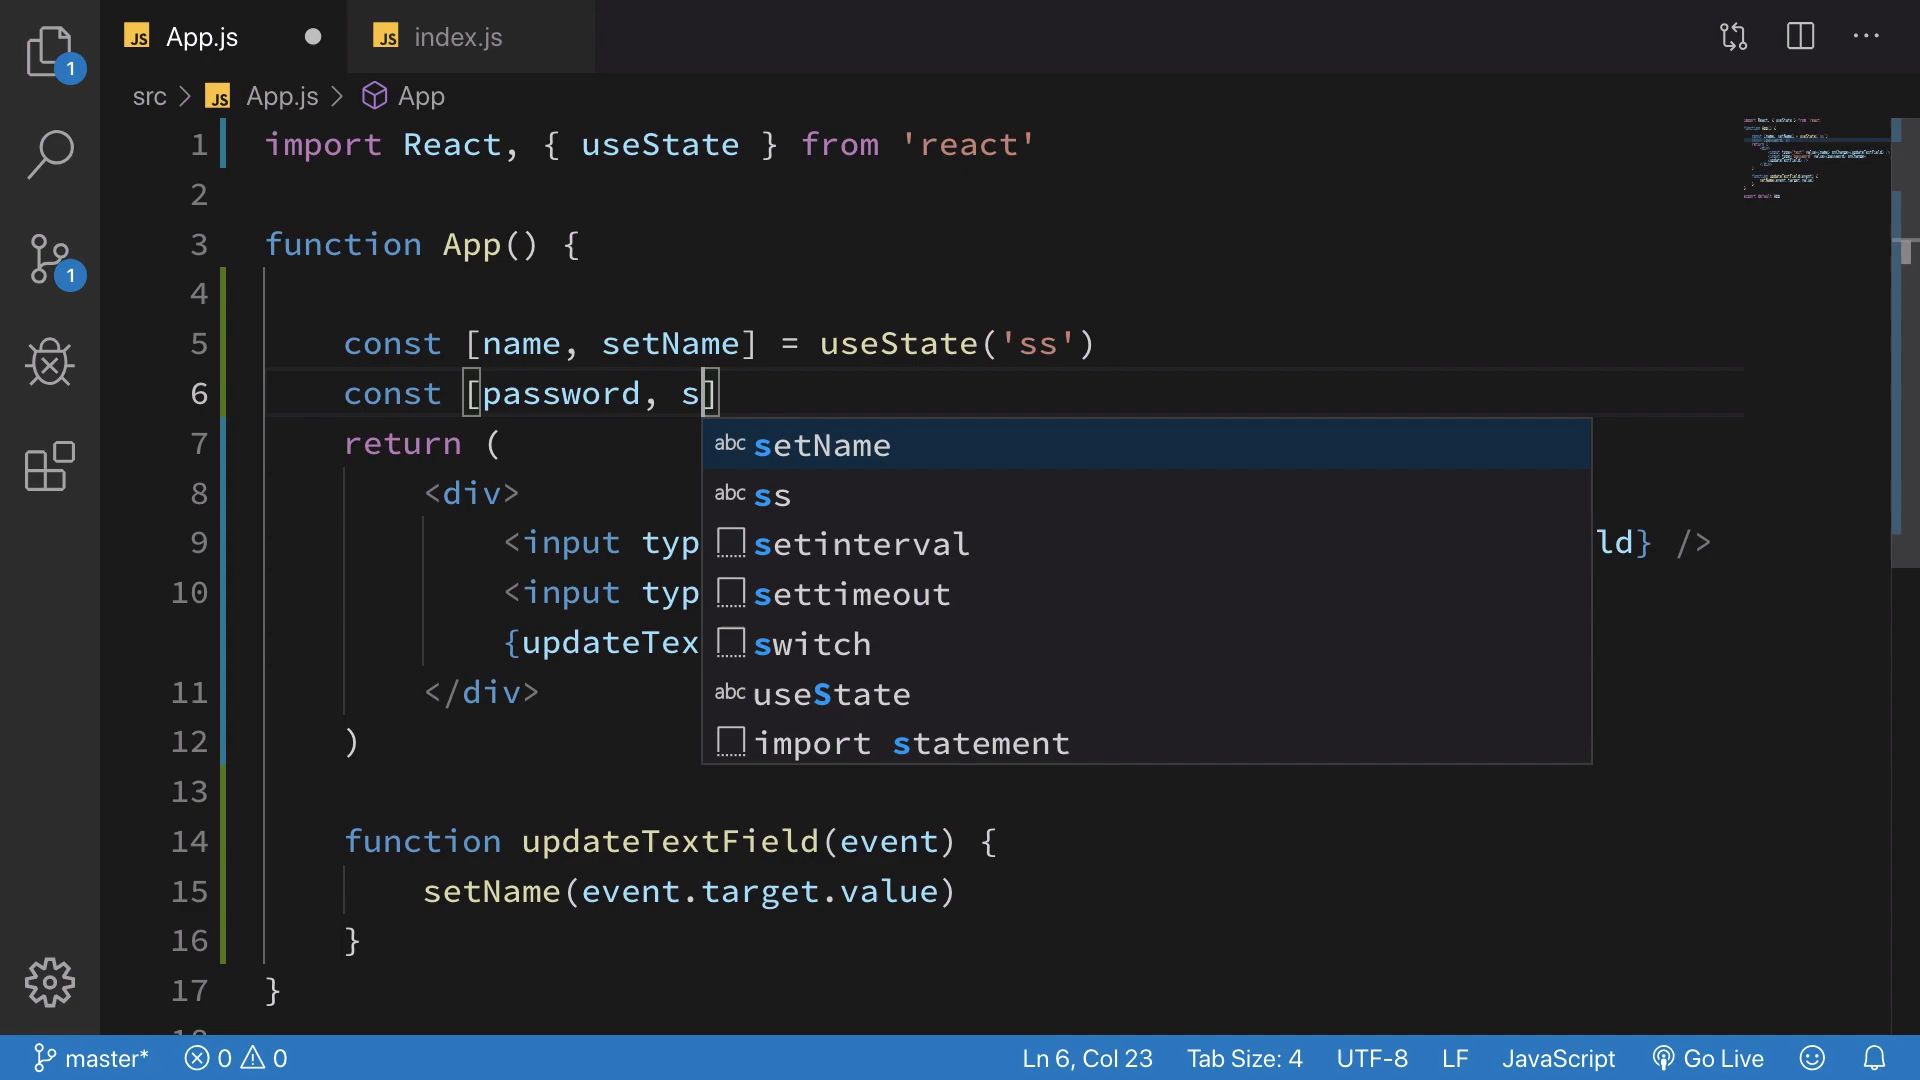 JS App.js
JS index.js
1
src > JS App.js > App
1 import React, { useState } from 'react'
2
3 function App() {
4
5 const [name, setName] = useState('ss')
6 const [password, s]
7 return (
abc setName
8 <div>
abc ss
9 <input typ
setinterval
ld} />
10 <input typ
settimeout
{updateTex
switch
11 </div>
abc useState
12 )
import statement
13
14 function updateTextField(event) {
15 setName(event.target.value)
16 }
17 }
1
master* 0 0 Ln 6, Col 23 Tab Size: 4 UTF-8 LF JavaScript Go Live